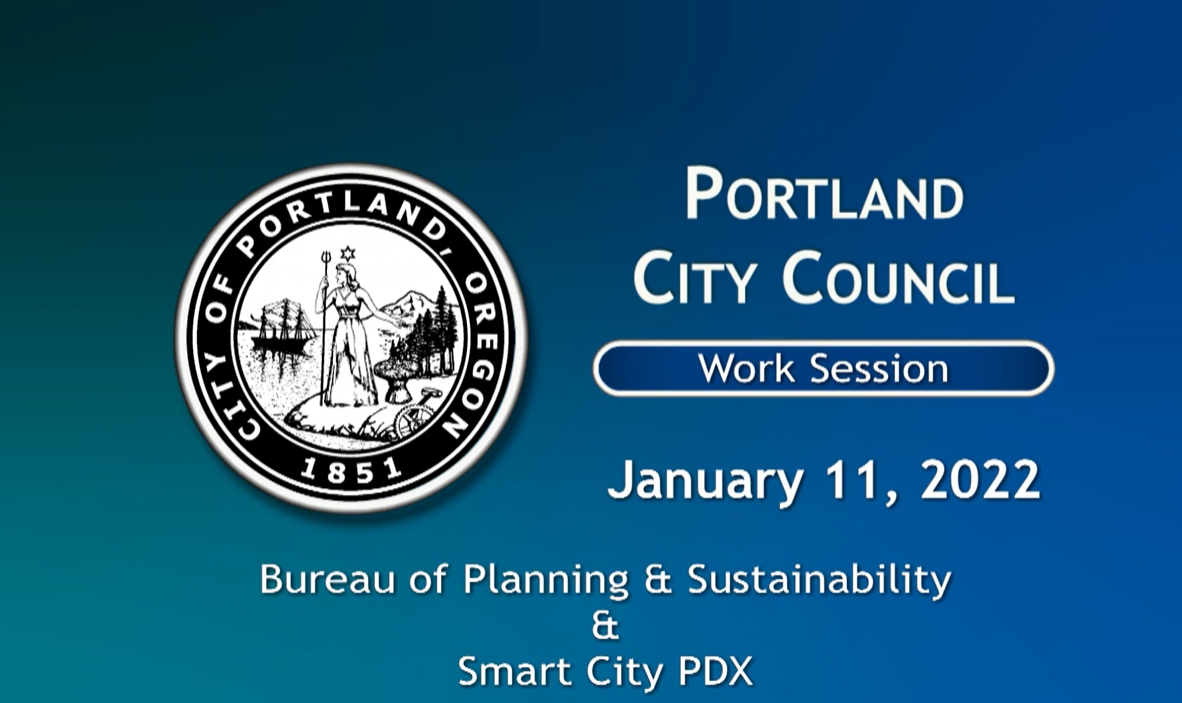 CITY OF PORTLAND, OREGON
1851
PORTLAND
CITY COUNCIL
Work Session
January 11, 2022
Bureau of Planning & Sustainability
&
Smart City PDX